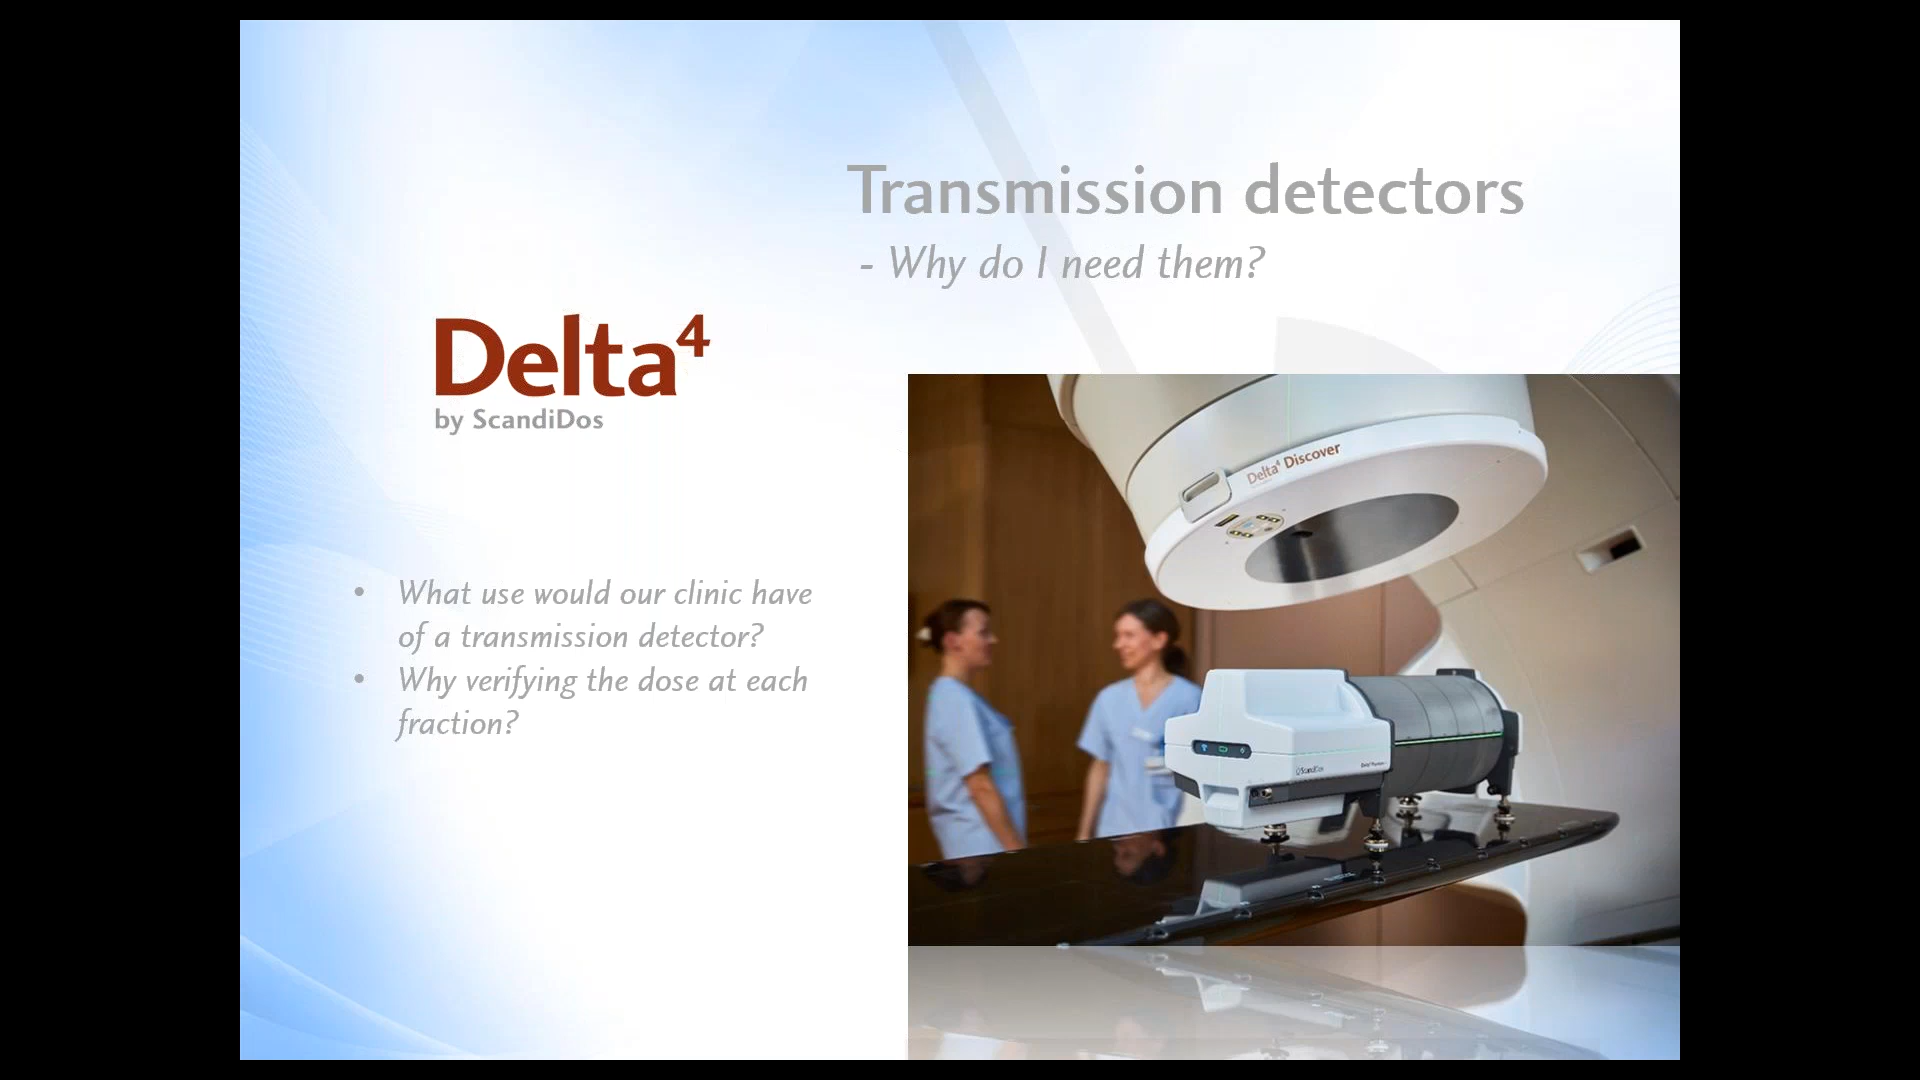 Transmission detectors
- Why do I need them?
Delta⁴
by ScandiDos
• What use would our clinic have
of a transmission detector?
• Why verifying the dose at each
fraction?
Delta⁴ Discover
ScandiDos